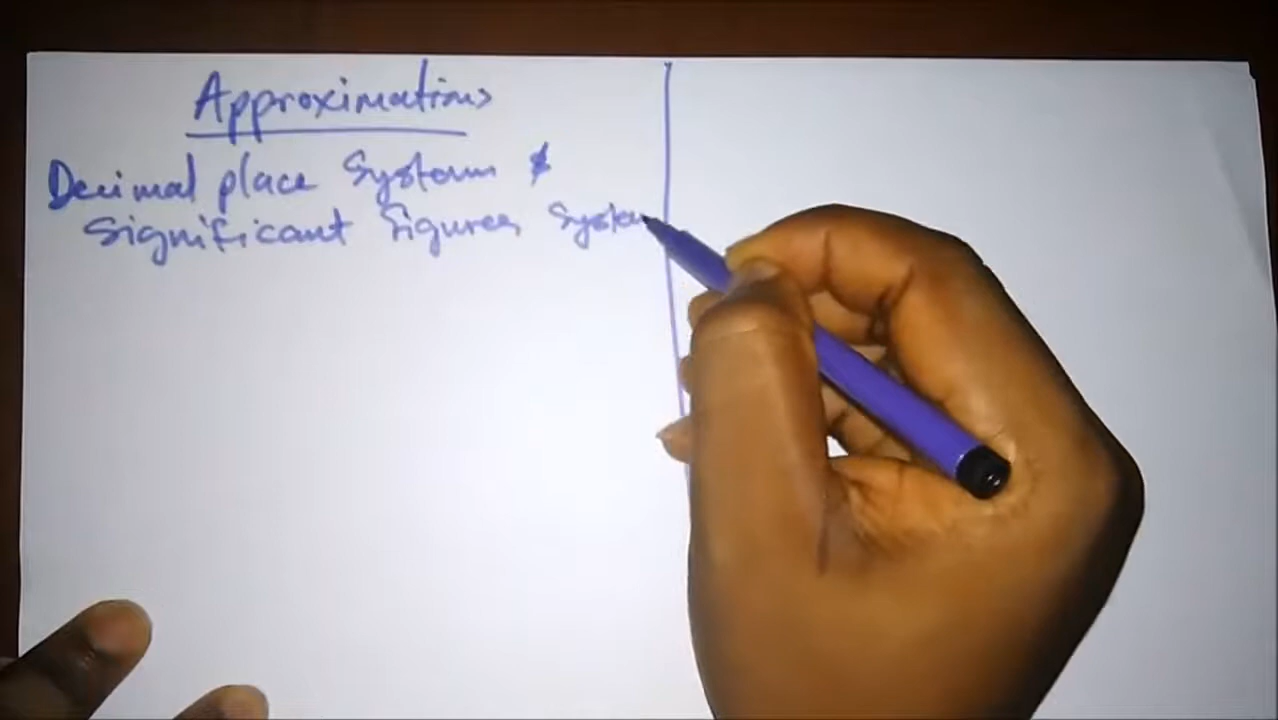 Approximations
Decimal place System &
Significant figures System